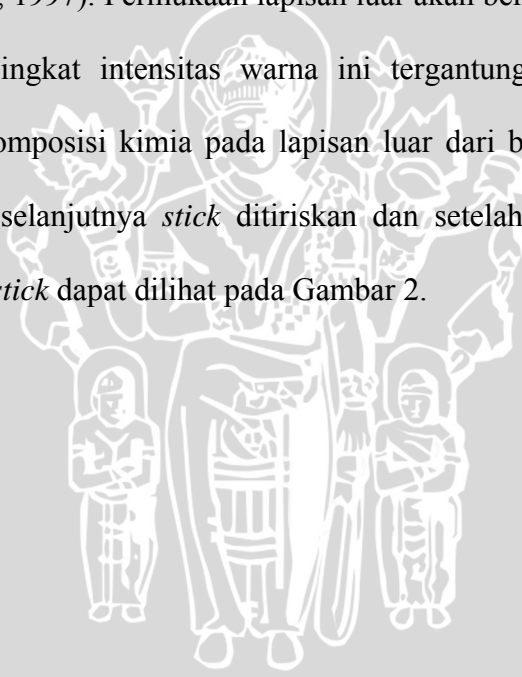 , 1997). Permukaan lapisan luar akan ber
ingkat intensitas warna ini tergantung
omposisi kimia pada lapisan luar dari b
selanjutnya stick ditiriskan dan setelah
tick dapat dilihat pada Gambar 2.